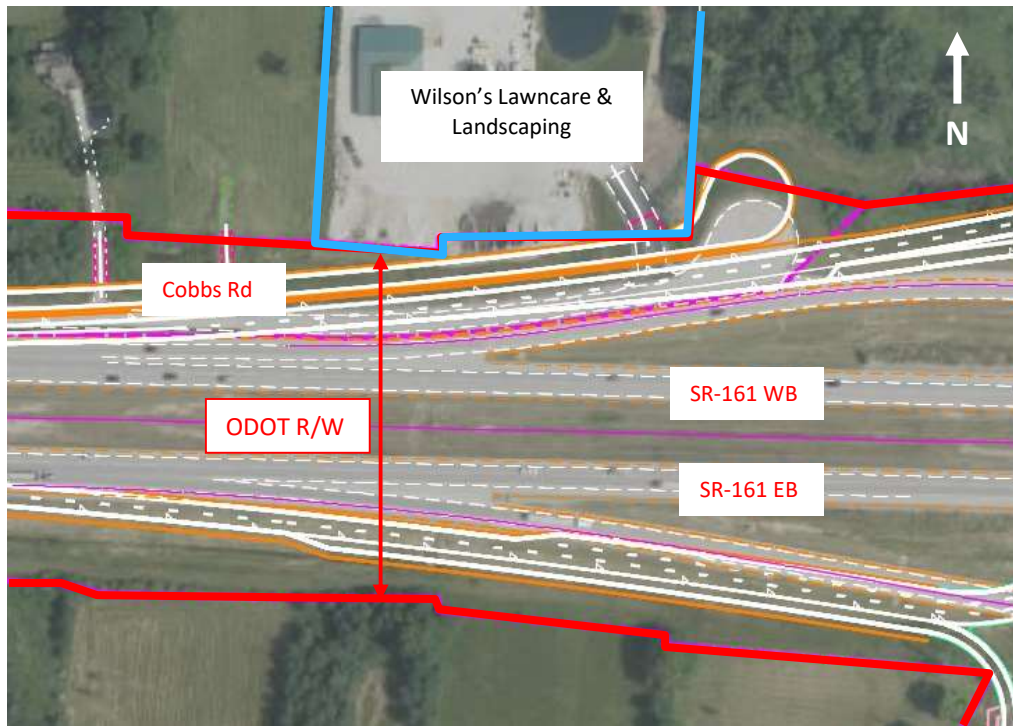 Wilson’s Lawncare &
Landscaping
N
Cobbs Rd
SR-161 WB
ODOT R/W
SR-161 EB